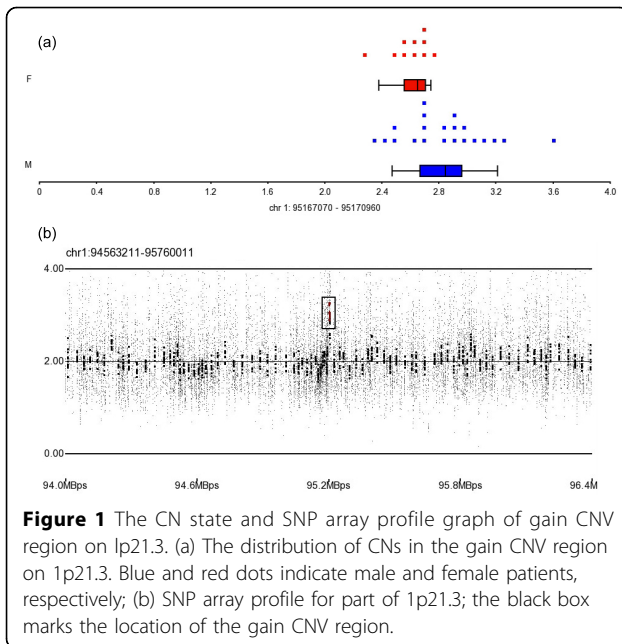 (a)
F
M
0 0.4 0.8 1.2 1.6 2.0 2.4 2.8 3.2 3.6 4.0
chr 1: 95167070 - 95170960
(b)
chr1:94563211-95760011
4.00
2.00
0.00
94.0MBps 94.6MBps 95.2MBps 95.8MBps 96.4M
Figure 1 The CN state and SNP array profile graph of gain CNV
region on lp21.3. (a) The distribution of CNs in the gain CNV region
on 1p21.3. Blue and red dots indicate male and female patients,
respectively; (b) SNP array profile for part of 1p21.3; the black box
marks the location of the gain CNV region.